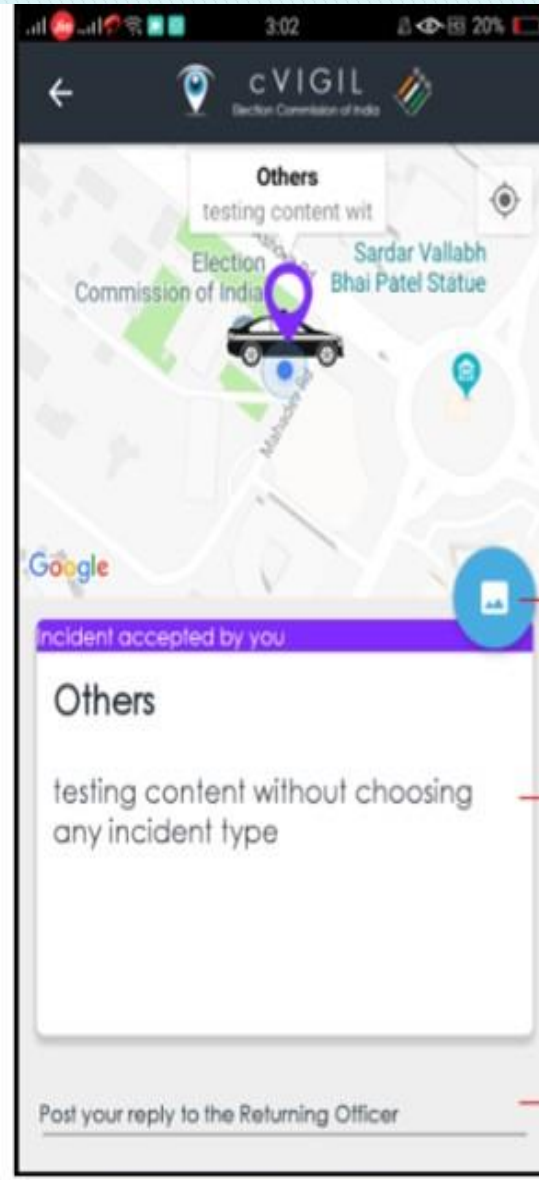 3:02
20%
cVIGIL
Election Commission of India
Others
testing content wit
Election
Commission of India
Sardar Vallabh
Bhai Patel Statue
Mahadev Rd
Google
Incident accepted by you
Others
testing content without choosing
any incident type
Post your reply to the Returning Officer